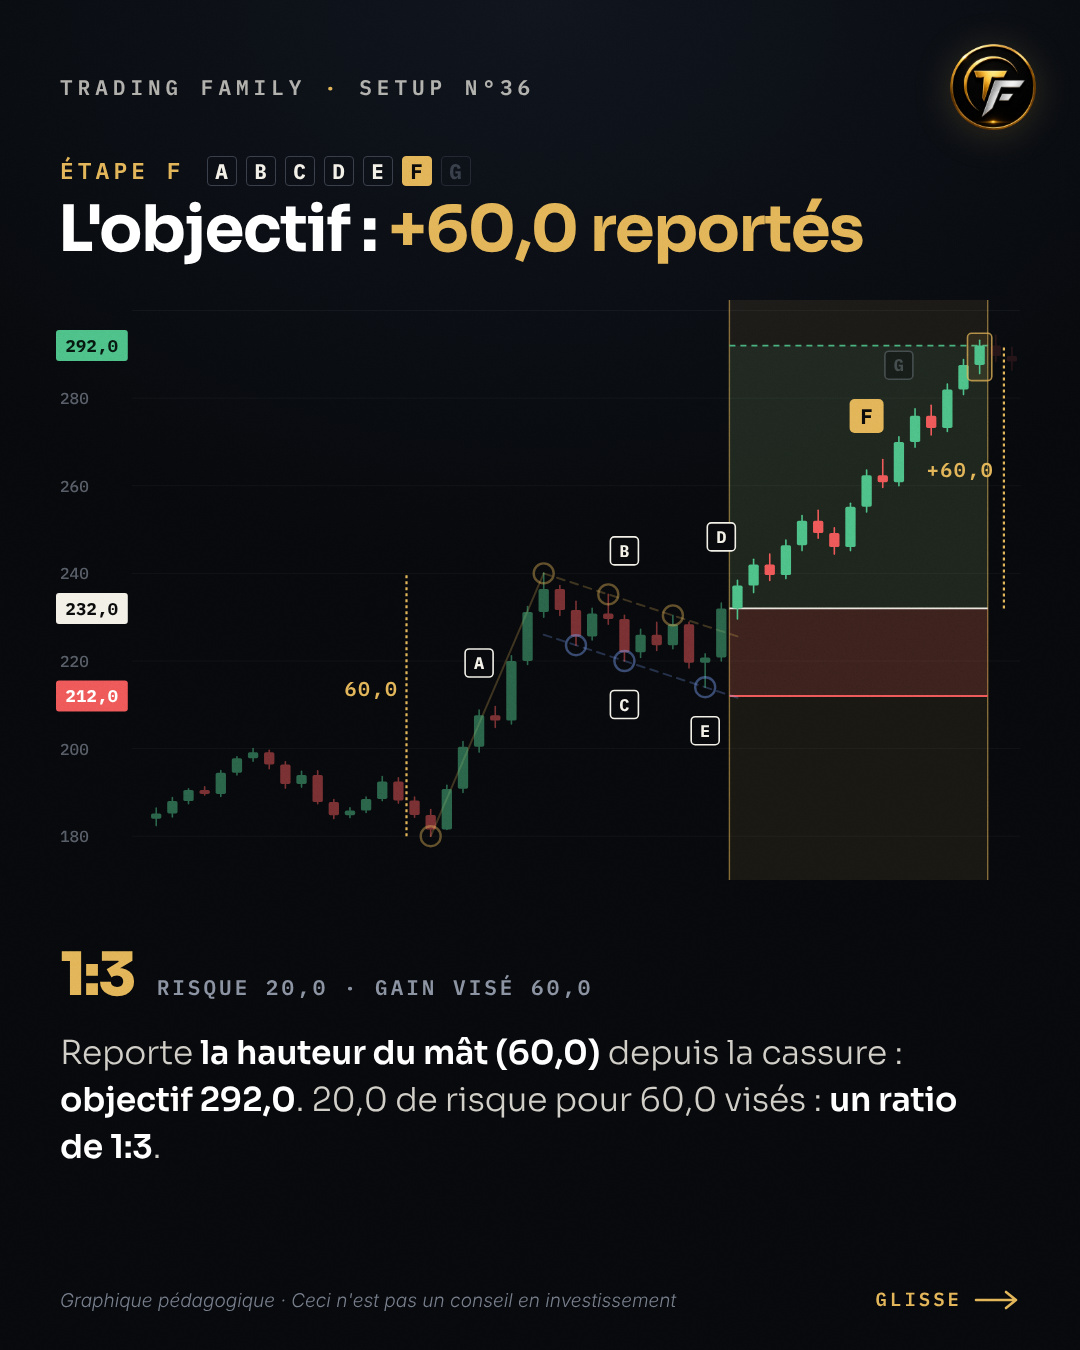 TRADING FAMILY · SETUP N°36
TF
ÉTAPE F A B C D E F G
L'objectif : +60,0 reportés
292,0
280
260
240
232,0
220
212,0
200
180
60,0
A
B
C
D
E
F
G
+60,0
1:3 RISQUE 20,0 · GAIN VISÉ 60,0
Reporte la hauteur du mât (60,0) depuis la cassure :
objectif 292,0. 20,0 de risque pour 60,0 visés : un ratio
de 1:3.
Graphique pédagogique · Ceci n'est pas un conseil en investissement
GLISSE